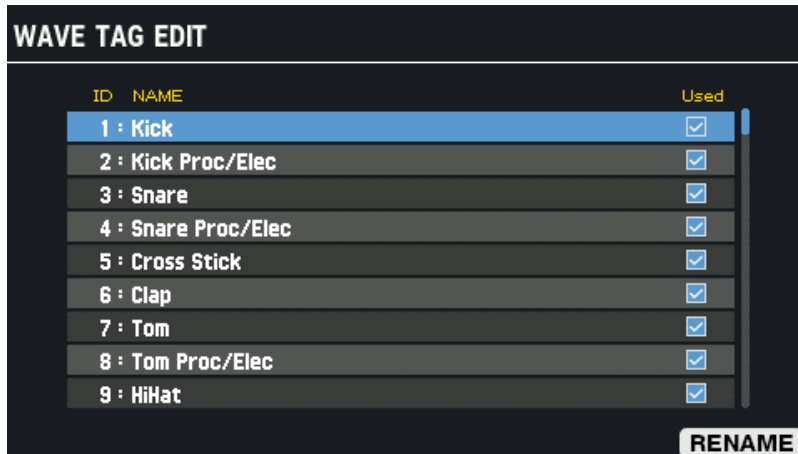 WAVE TAG EDIT
ID NAME Used
1 : Kick
2 : Kick Proc/Elec
3 : Snare
4 : Snare Proc/Elec
5 : Cross Stick
6 : Clap
7 : Tom
8 : Tom Proc/Elec
9 : HiHat
RENAME